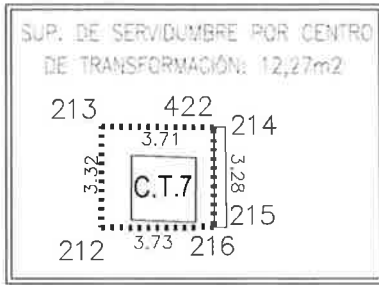 SUP. DE SERVIDUMBRE POR CENTRO
DE TRANSFORMACIÓN: 12,27m2
213 422 214
3.71
3.32
C.T.7
3.28
215
212 3.73 216